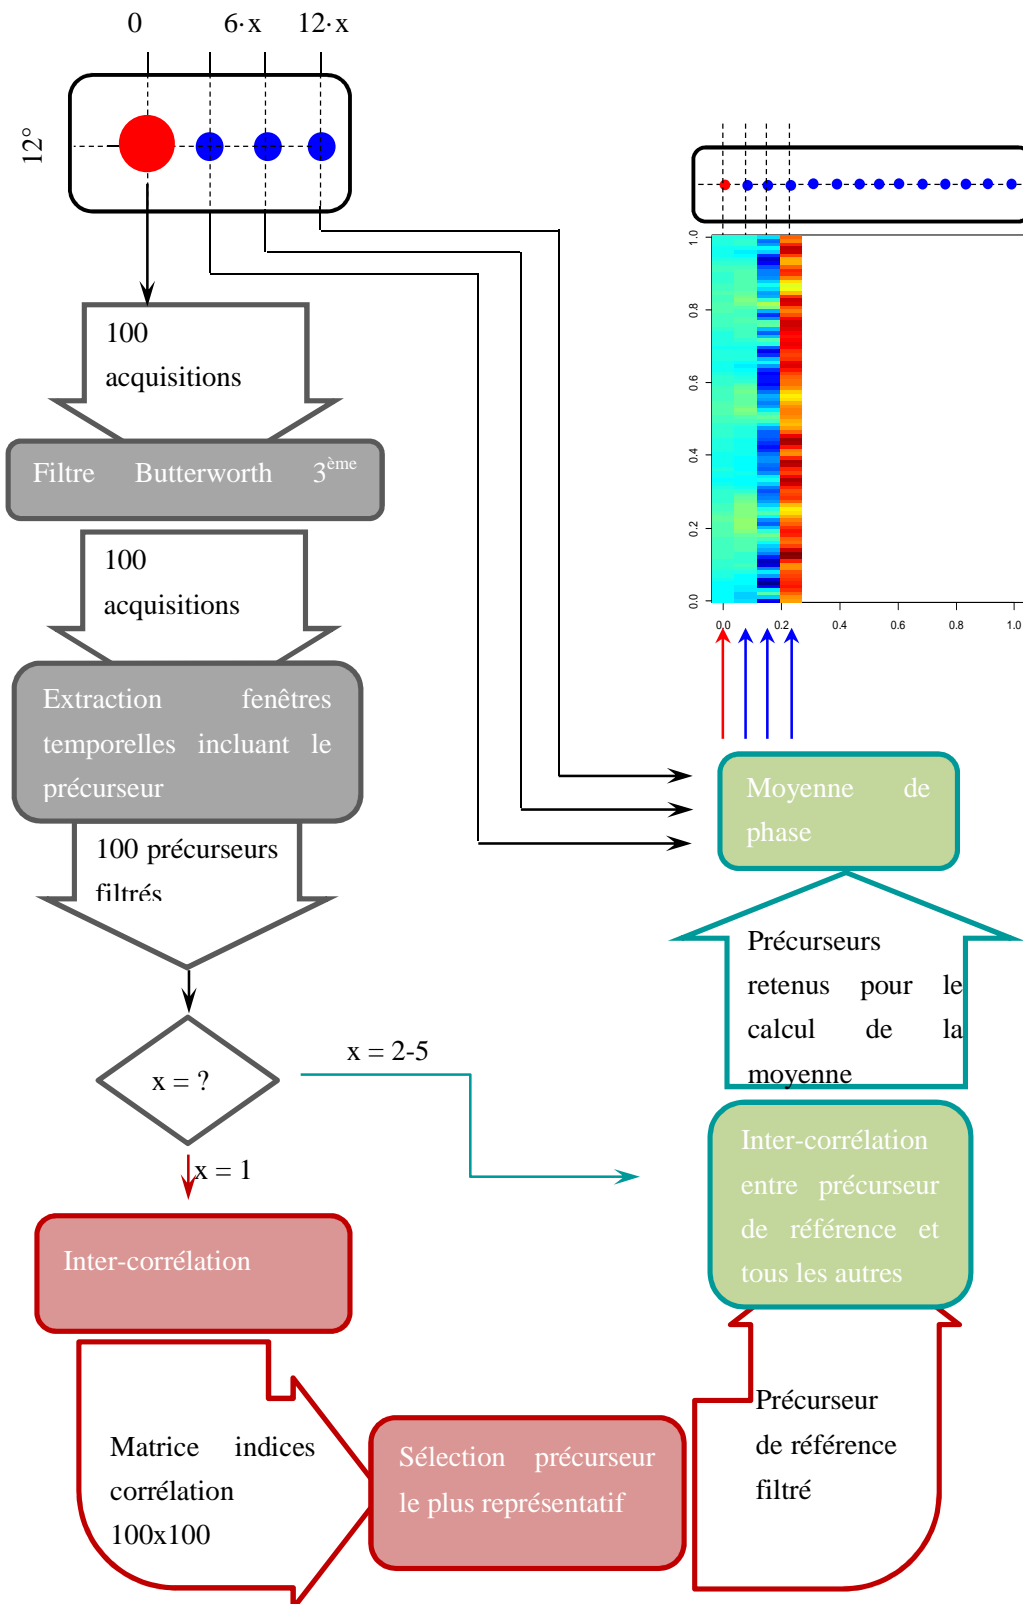 0 6·x 12·x
12°
100
acquisitions
Filtre Butterworth 3ème
100
acquisitions
Extraction fenêtres
temporelles incluant le
précurseur
100 précurseurs
filtrés
x = ?
x = 2-5
x = 1
Inter-corrélation
Matrice indices
corrélation
100x100
Sélection précurseur
le plus représentatif
Précurseur
de référence
filtré
Inter-corrélation
entre précurseur
de référence et
tous les autres
Précurseurs
retenus pour le
calcul de la
moyenne
Moyenne de
phase
1.0
0.8
0.6
0.4
0.2
0.0
0.0 0.2 0.4 0.6 0.8 1.0